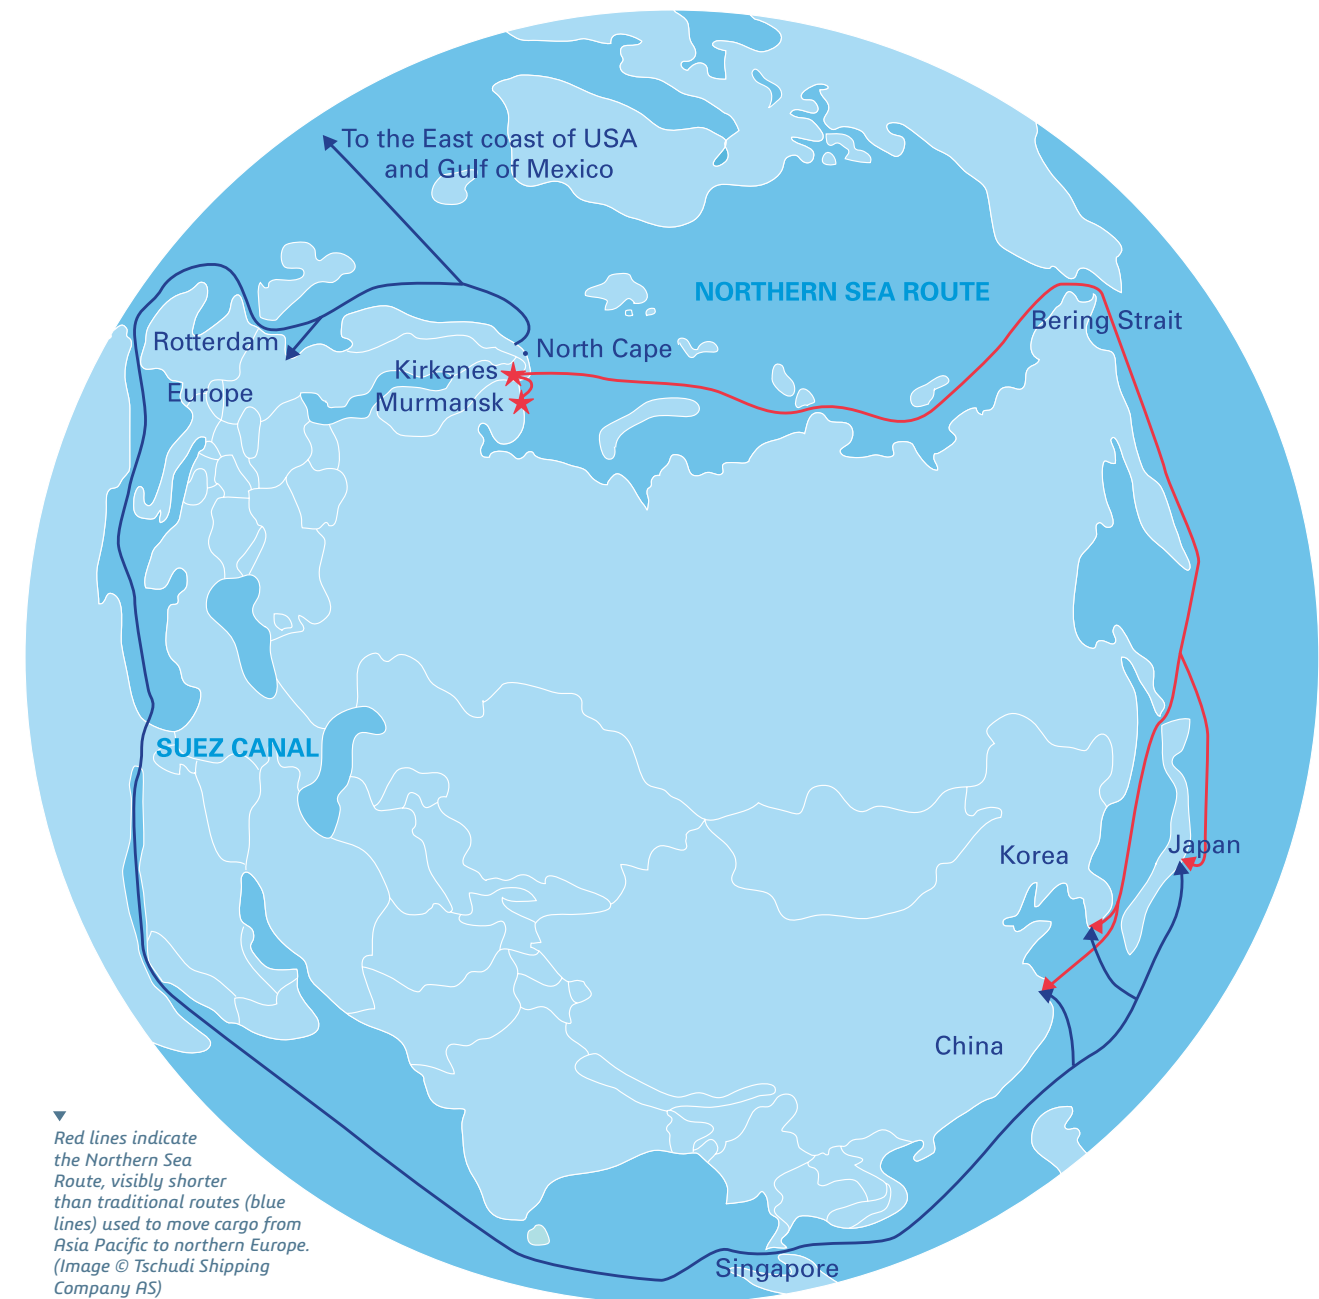 To the East coast of USA
and Gulf of Mexico
NORTHERN SEA ROUTE
Bering Strait
Rotterdam
North Cape
Kirkenes
Europe
Murmansk
SUEZ CANAL
Korea
Japan
China
Singapore
Red lines indicate
the Northern Sea
Route, visibly shorter
than traditional routes (blue
lines) used to move cargo from
Asia Pacific to northern Europe.
(Image © Tschudi Shipping
Company AS)